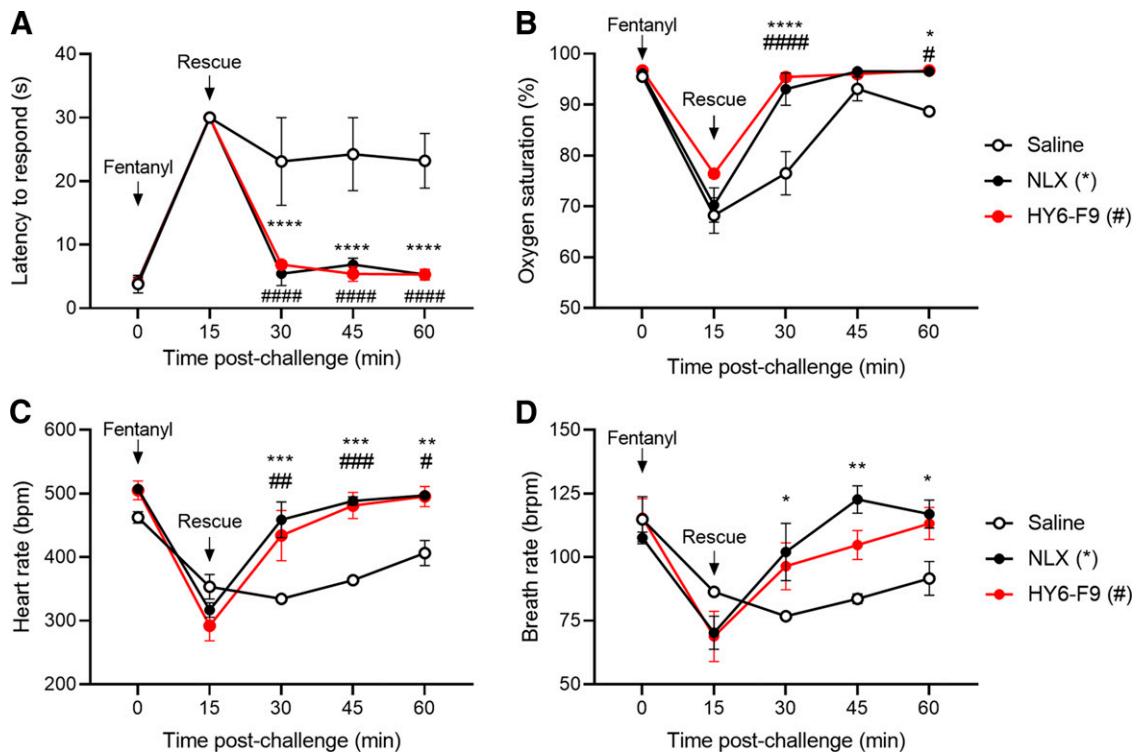 A
Latency to respond (s)
40
30
20
10
0
Fentanyl
Rescue
****
****
****
####
####
####
0
15
30
45
60
Time post-challenge (min)
B
Oxygen saturation (%)
100
90
80
70
60
50
Fentanyl
Rescue
****
####
*
#
0
15
30
45
60
Time post-challenge (min)
Saline
NLX (*)
HY6-F9 (#)
C
Heart rate (bpm)
600
500
400
300
200
Fentanyl
Rescue
***
##
***
###
**
#
0
15
30
45
60
Time post-challenge (min)
D
Breath rate (brpm)
150
125
100
75
50
Fentanyl
Rescue
*
**
*
0
15
30
45
60
Time post-challenge (min)
Saline
NLX (*)
HY6-F9 (#)